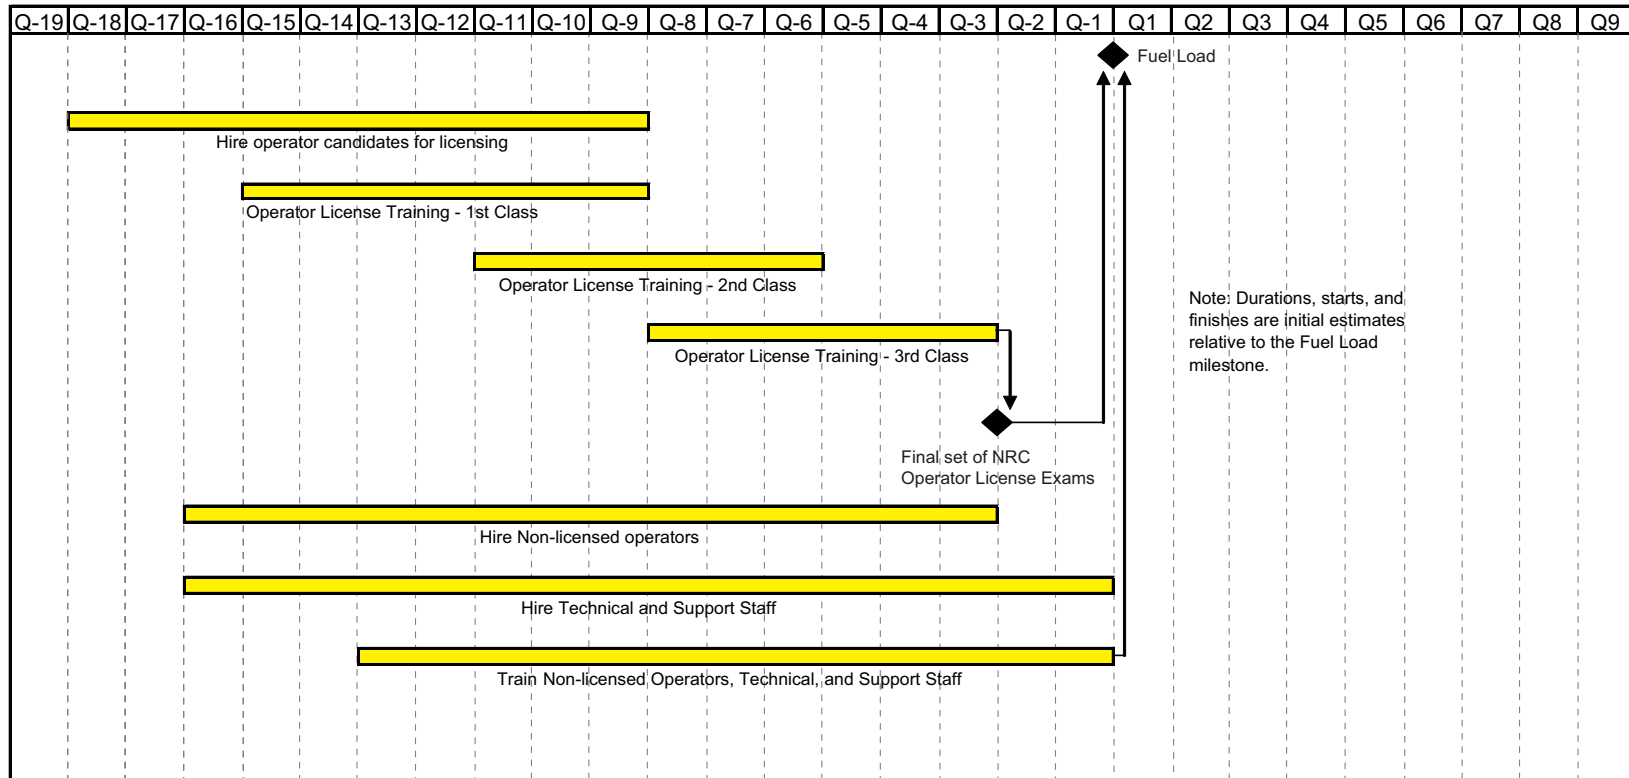 Q-19 Q-18 Q-17 Q-16 Q-15 Q-14 Q-13 Q-12 Q-11 Q-10 Q-9 Q-8 Q-7 Q-6 Q-5 Q-4 Q-3 Q-2 Q-1 Q1 Q2 Q3 Q4 Q5 Q6 Q7 Q8 Q9
Fuel Load
Hire operator candidates for licensing
Operator License Training - 1st Class
Operator License Training - 2nd Class
Note: Durations, starts, and
finishes are initial estimates
relative to the Fuel Load
milestone.
Operator License Training - 3rd Class
Final set of NRC
Operator License Exams
Hire Non-licensed operators
Hire Technical and Support Staff
Train Non-licensed Operators, Technical, and Support Staff